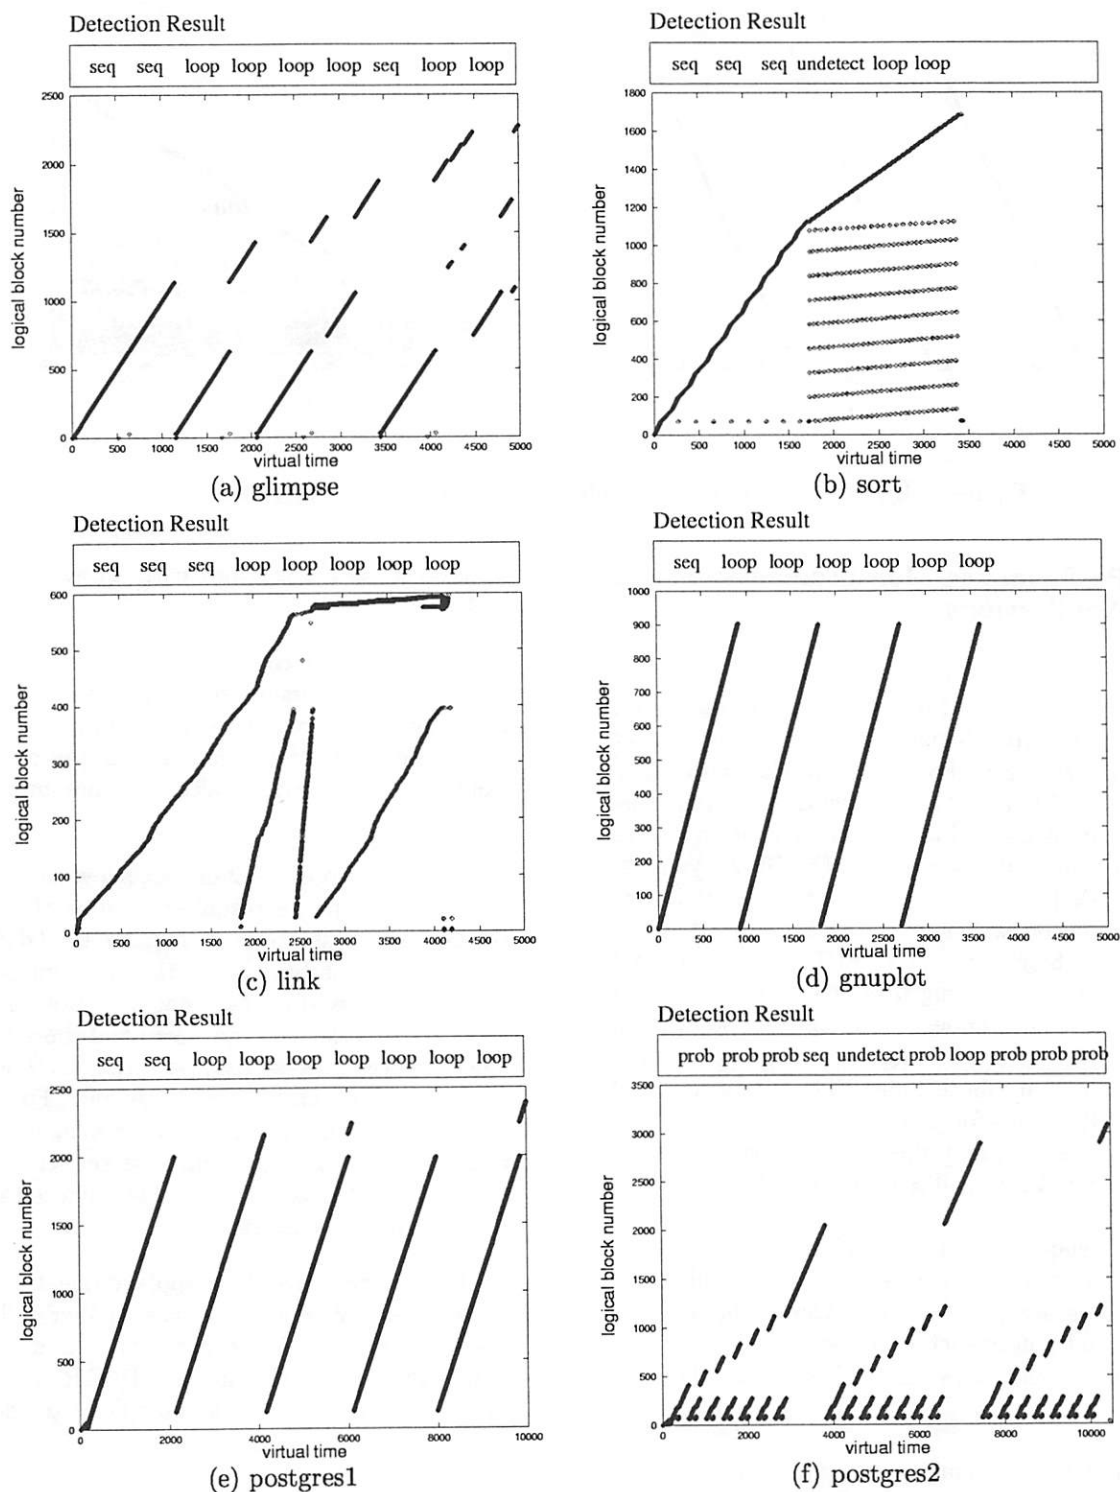 Detection Result
seq seq loop loop loop loop seq loop loop
2500
2000
1500
1000
500
0
logical block number
0 500 1000 1500 2000 2500 3000 3500 4000 4500 5000
virtual time
(a) glimpse
Detection Result
seq seq seq undetect loop loop
1800
1600
1400
1200
1000
800
600
400
200
0
logical block number
0 500 1000 1500 2000 2500 3000 3500 4000 4500 5000
virtual time
(b) sort
Detection Result
seq seq seq loop loop loop loop loop
600
500
400
300
200
100
0
logical block number
0 500 1000 1500 2000 2500 3000 3500 4000 4500 5000
virtual time
(c) link
Detection Result
seq loop loop loop loop loop loop
1000
900
800
700
600
500
400
300
200
100
0
logical block number
0 500 1000 1500 2000 2500 3000 3500 4000 4500 5000
virtual time
(d) gnuplot
Detection Result
seq seq loop loop loop loop loop loop loop
2500
2000
1500
1000
500
0
logical block number
0 2000 4000 6000 8000 10000
virtual time
(e) postgres1
Detection Result
prob prob prob seq undetect prob loop prob prob prob
3500
3000
2500
2000
1500
1000
500
0
logical block number
0 2000 4000 6000 8000 10000
virtual time
(f) postgres2